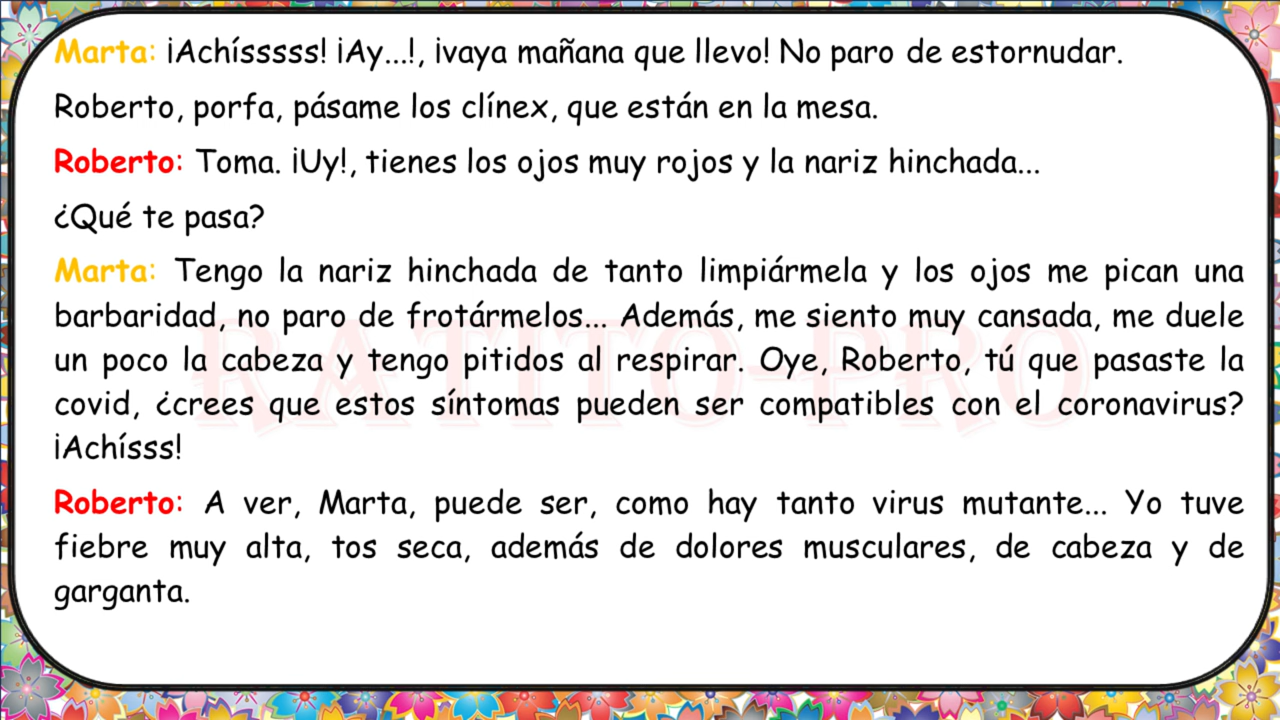 Marta: ¡Achísssss! ¡Ay...!, ¡vaya mañana que llevo! No paro de estornudar.
Roberto, porfa, pásame los clínex, que están en la mesa.
Roberto: Toma. ¡Uy!, tienes los ojos muy rojos y la nariz hinchada...
¿Qué te pasa?
Marta: Tengo la nariz hinchada de tanto limpiármela y los ojos me pican una
barbaridad, no paro de frotármelos... Además, me siento muy cansada, me duele
un poco la cabeza y tengo pitidos al respirar. Oye, Roberto, tú que pasaste la
covid, ¿crees que estos síntomas pueden ser compatibles con el coronavirus?
¡Achísss!
Roberto: A ver, Marta, puede ser, como hay tanto virus mutante... Yo tuve
fiebre muy alta, tos seca, además de dolores musculares, de cabeza y de
garganta.
RATITO-PRO